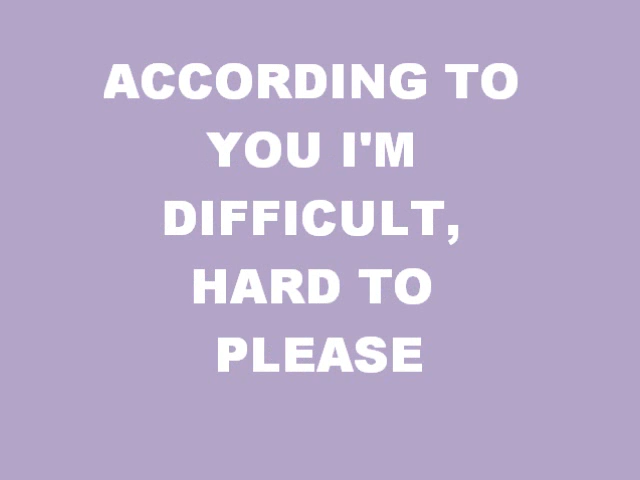 ACCORDING TO
YOU I'M
DIFFICULT,
HARD TO
PLEASE